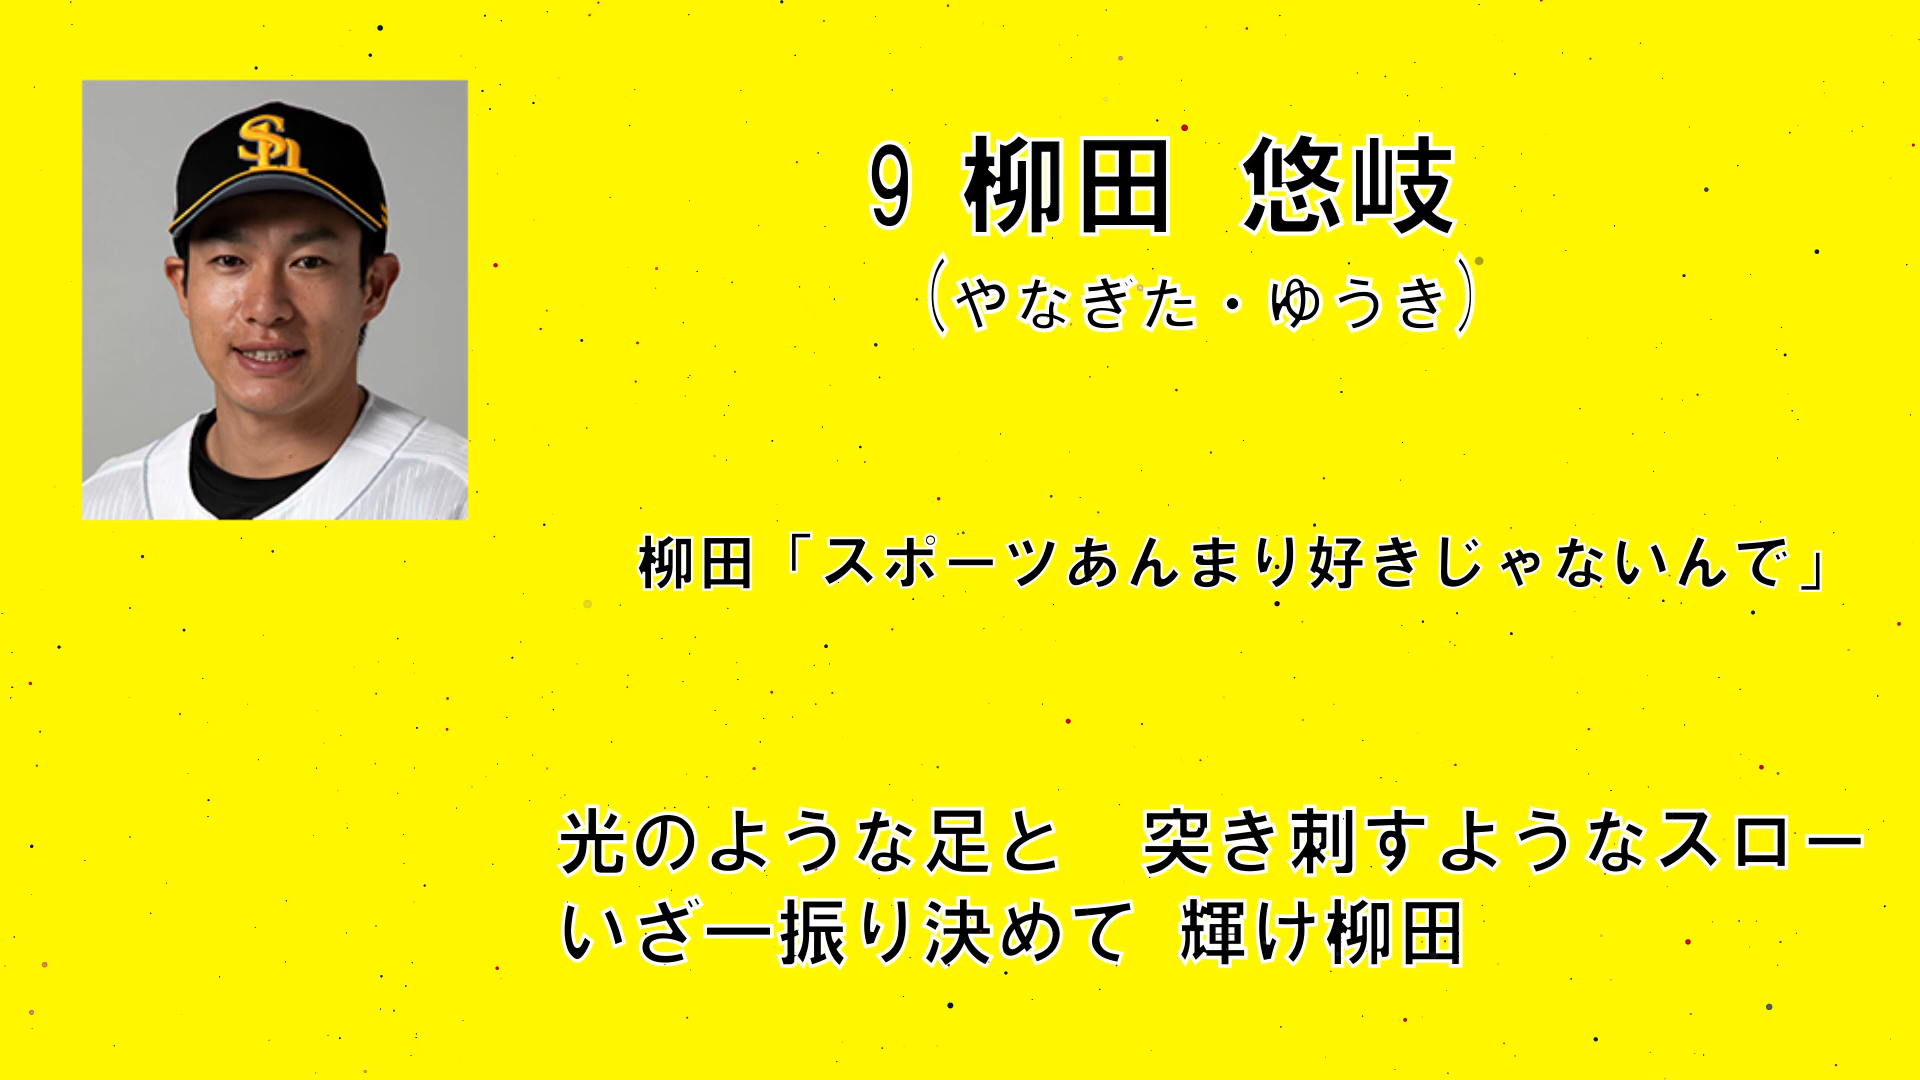 SH
9 柳田 悠岐
（やなぎた・ゆうき）
柳田「スポーツあんまり好きじゃないんで」
光のような足と　突き刺すようなスロー
いざ一振り決めて 輝け柳田